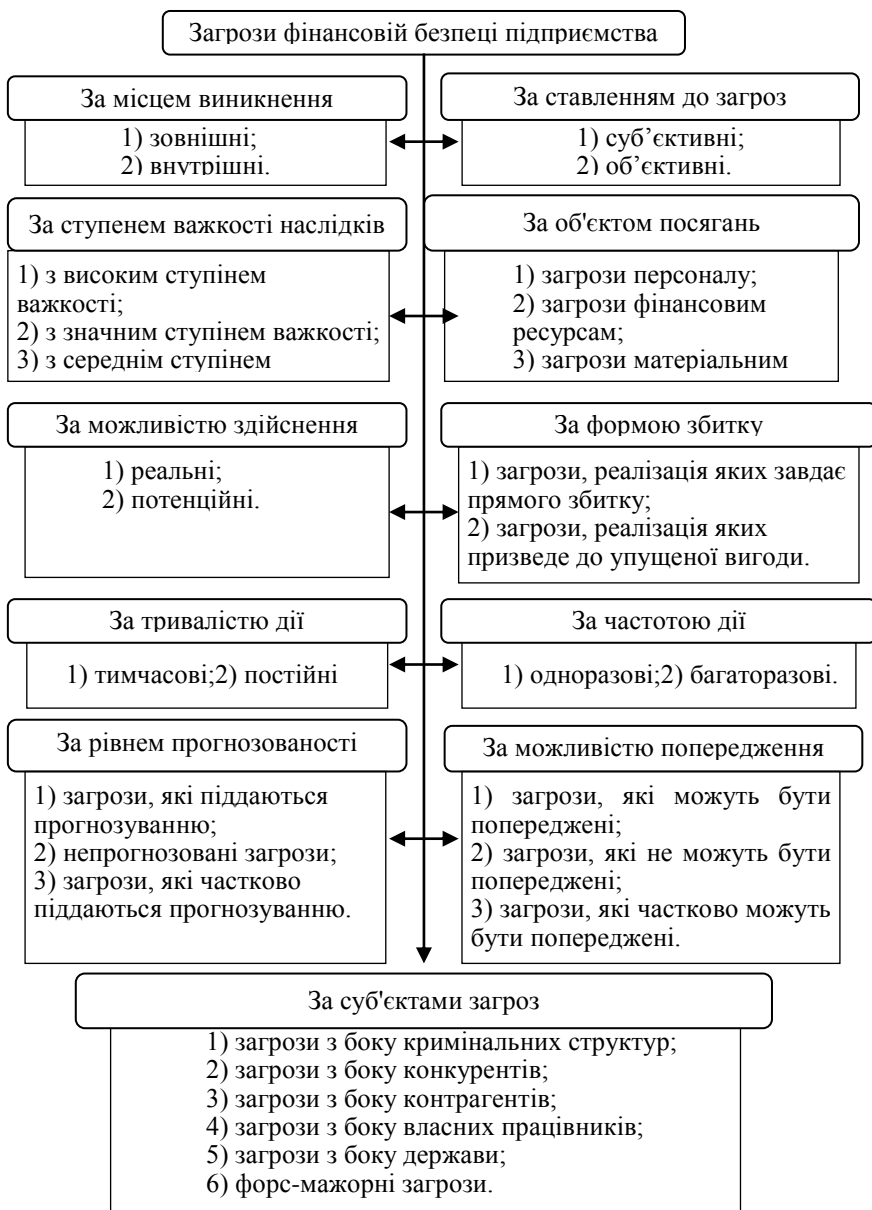 Загрози фінансовій безпеці підприємства
За місцем виникнення
1) зовнішні;
2) внутрішні.
За ставленням до загроз
1) суб’єктивні;
2) об’єктивні.
За ступенем важкості наслідків
1) з високим ступінем
важкості;
2) з значним ступінем важкості;
3) з середнім ступінем
За об'єктом посягань
1) загрози персоналу;
2) загрози фінансовим
ресурсам;
3) загрози матеріальним
За можливістю здійснення
1) реальні;
2) потенційні.
За формою збитку
1) загрози, реалізація яких завдає
прямого збитку;
2) загрози, реалізація яких
призведе до упущеної вигоди.
За тривалістю дії
1) тимчасові;2) постійні
За частотою дії
1) одноразові;2) багаторазові.
За рівнем прогнозованості
1) загрози, які піддаються
прогнозуванню;
2) непрогнозовані загрози;
3) загрози, які частково
піддаються прогнозуванню.
За можливістю попередження
1) загрози, які можуть бути
попереджені;
2) загрози, які не можуть бути
попереджені;
3) загрози, які частково можуть
бути попереджені.
За суб'єктами загроз
1) загрози з боку кримінальних структур;
2) загрози з боку конкурентів;
3) загрози з боку контрагентів;
4) загрози з боку власних працівників;
5) загрози з боку держави;
6) форс-мажорні загрози.